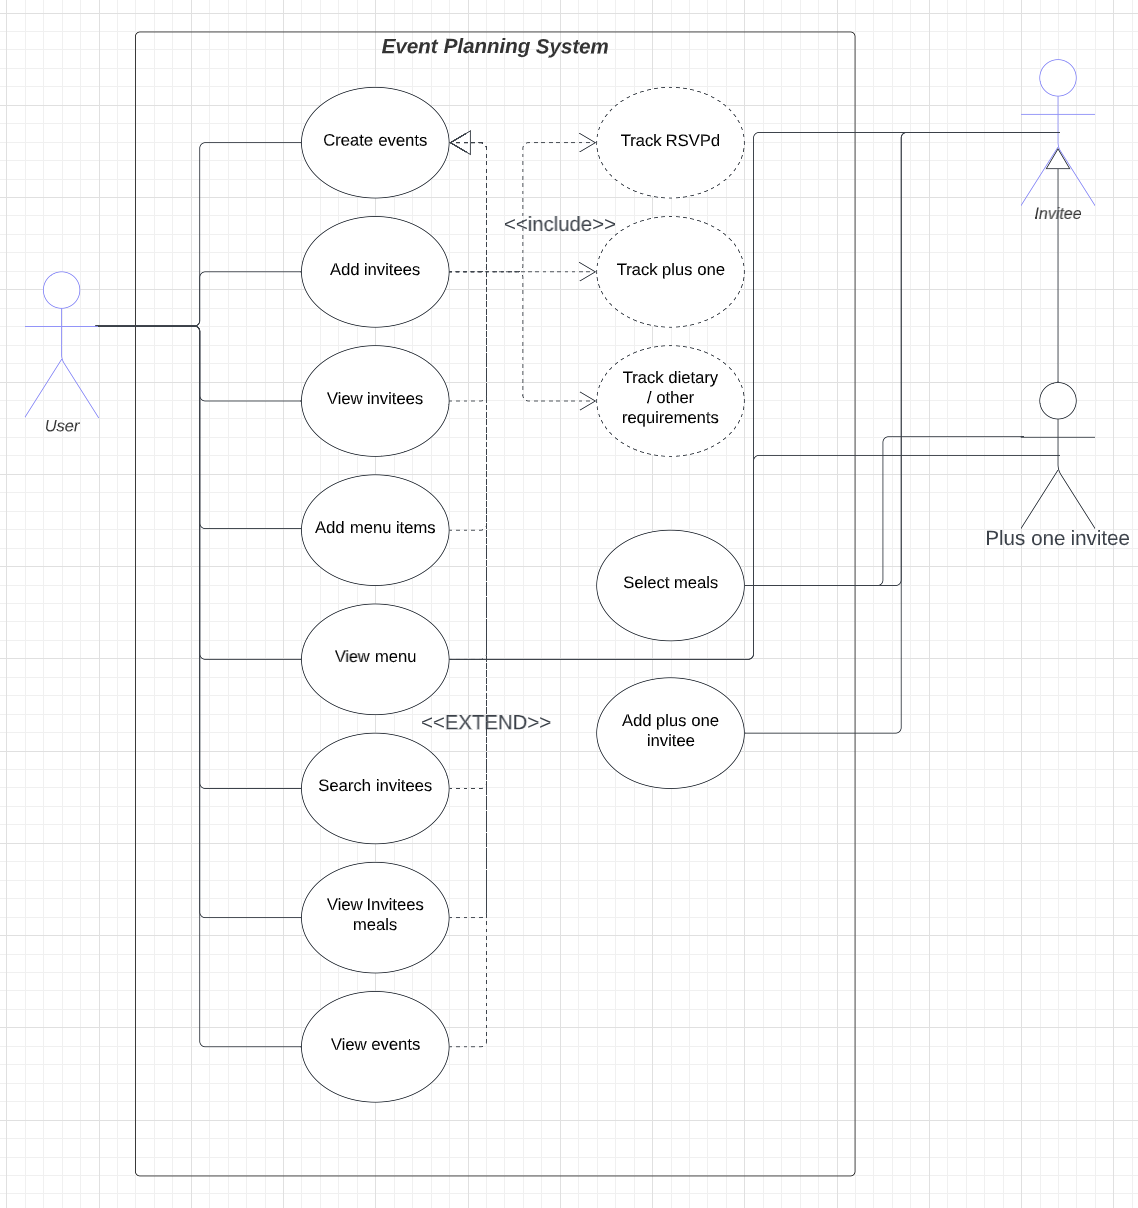 Event Planning System
Create events
Track RSVPd
Invitee
<<include>>
Add invitees
Track plus one
User
View invitees
Track dietary
/ other
requirements
Add menu items
Plus one invitee
Select meals
View menu
<<EXTEND>>
Add plus one
invitee
Search invitees
View Invitees
meals
View events